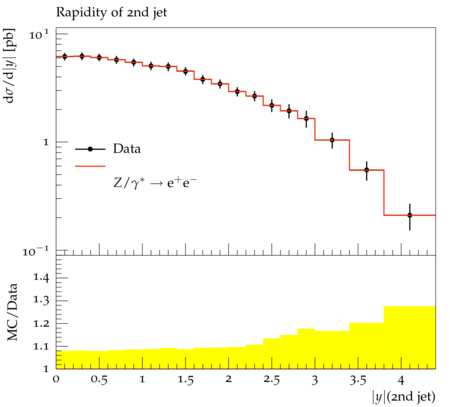 Rapidity of 2nd jet
dσ/d|y| [pb]
10¹
1
10⁻¹
Data
Z/γ* → e⁺e⁻
MC/Data
1.4
1.3
1.2
1.1
1
0 0.5 1 1.5 2 2.5 3 3.5 4
|y|(2nd jet)